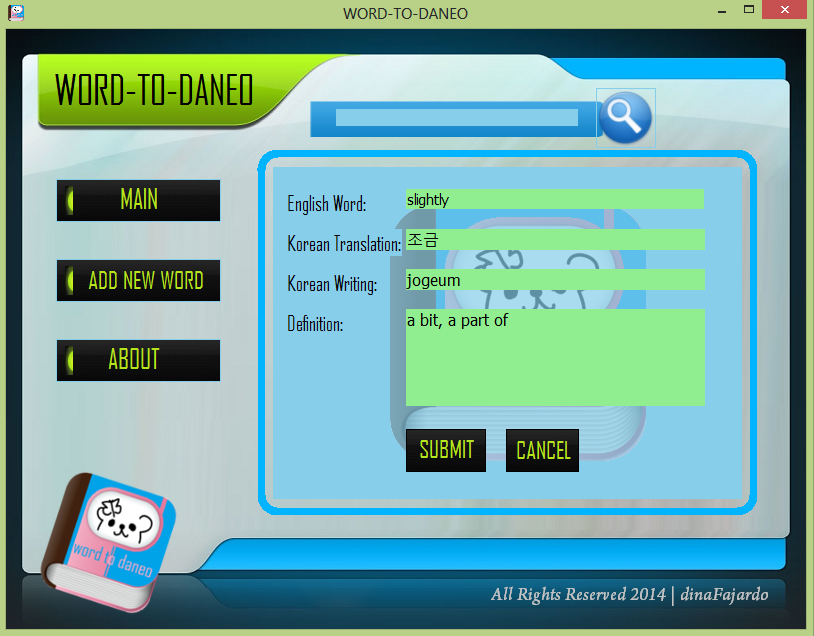 WORD-TO-DANEO
WORD-TO-DANEO
MAIN
ADD NEW WORD
ABOUT
English Word: slightly
Korean Translation: 조금
Korean Writing: jogeum
Definition: a bit, a part of
SUBMIT CANCEL
word to daneo
All Rights Reserved 2014 | dinaFajardo